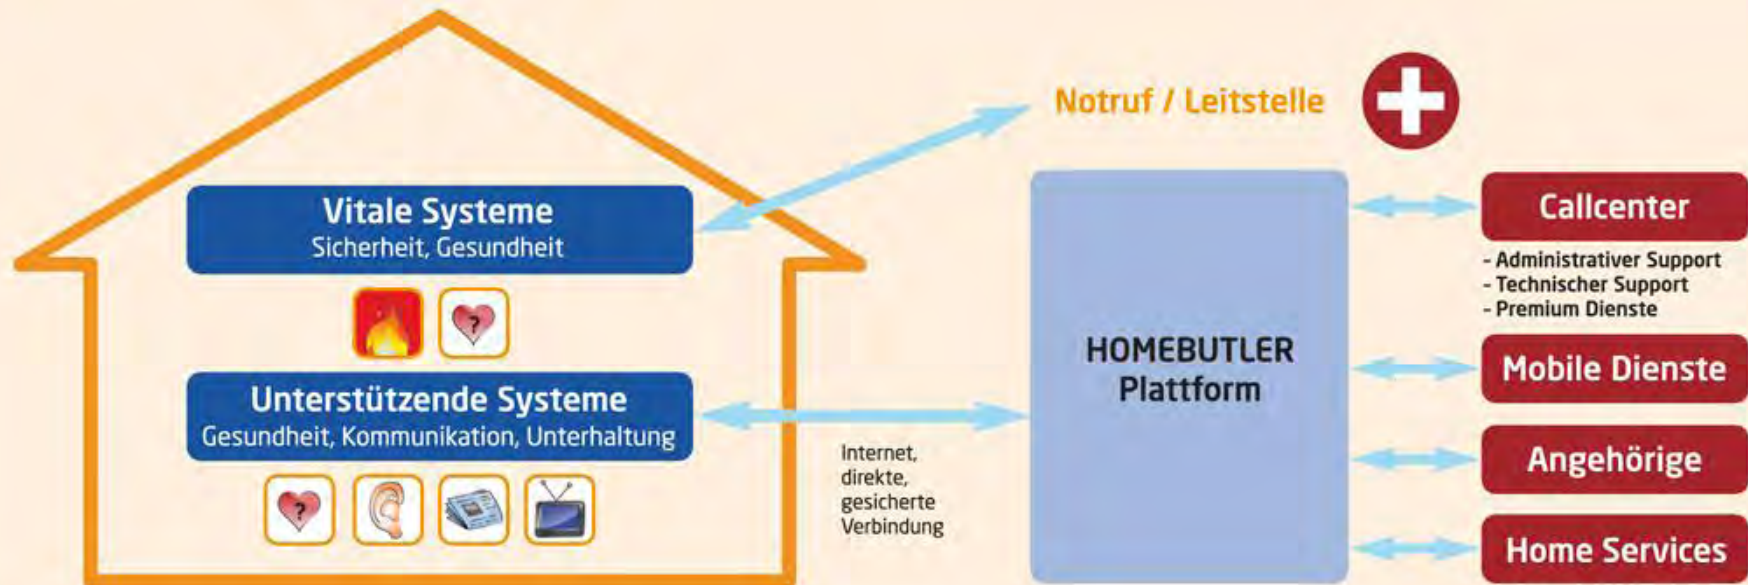 Notruf / Leitstelle
Vitale Systeme
Sicherheit, Gesundheit
?
Unterstützende Systeme
Gesundheit, Kommunikation, Unterhaltung
?
Internet,
direkte,
gesicherte
Verbindung
HOMEBUTLER
Plattform
Callcenter
- Administrativer Support
- Technischer Support
- Premium Dienste
Mobile Dienste
Angehörige
Home Services